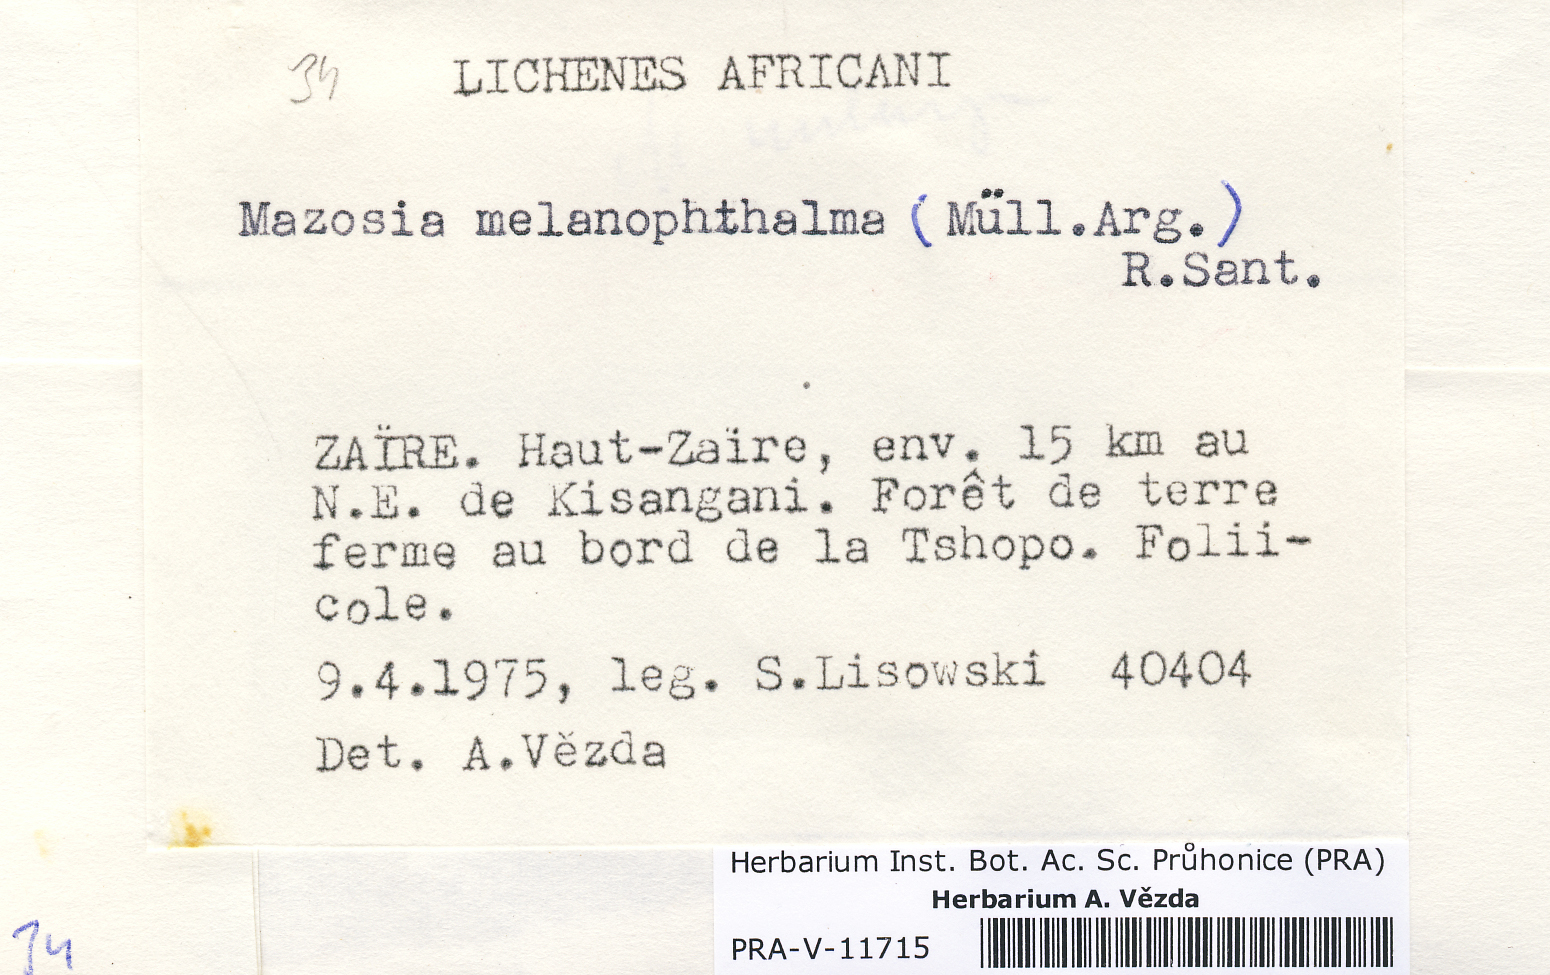 34 LICHENES AFRICANI
Mazosia melanophthalma (Müll.Arg.)
R.Sant.
ZAÏRE. Haut-Zaïre, env. 15 km au
N.E. de Kisangani. Forêt de terre
ferme au bord de la Tshopo. Folii-
cole.
9.4.1975, leg. S.Lisowski 40404
Det. A.Vězda
Herbarium Inst. Bot. Ac. Sc. Průhonice (PRA)
Herbarium A. Vězda
PRA-V-11715
34